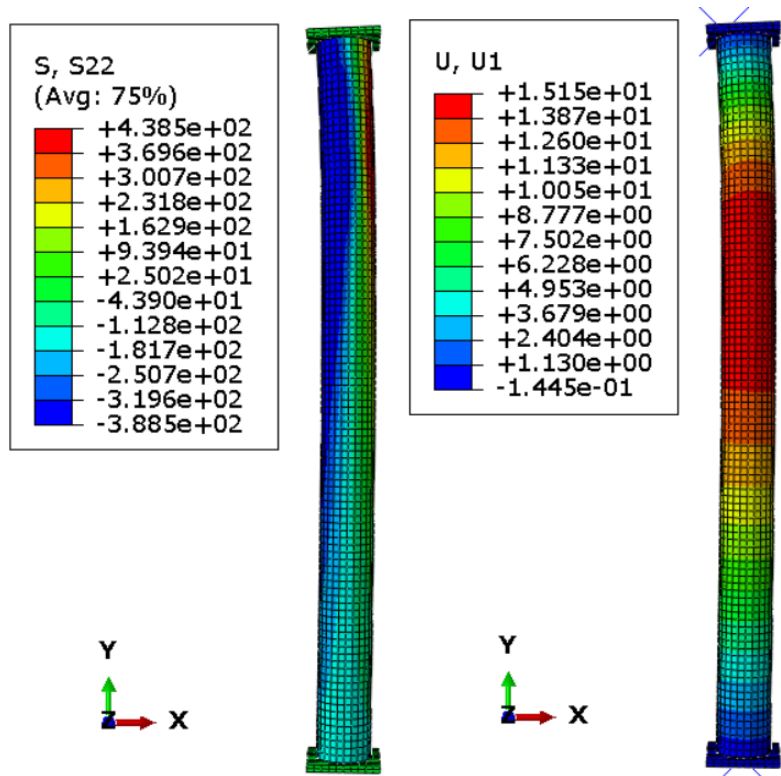 S, S22
(Avg: 75%)
+4.385e+02
+3.696e+02
+3.007e+02
+2.318e+02
+1.629e+02
+9.394e+01
+2.502e+01
-4.390e+01
-1.128e+02
-1.817e+02
-2.507e+02
-3.196e+02
-3.885e+02
Y
Z
X
U, U1
+1.515e+01
+1.387e+01
+1.260e+01
+1.133e+01
+1.005e+01
+8.777e+00
+7.502e+00
+6.228e+00
+4.953e+00
+3.679e+00
+2.404e+00
+1.130e+00
-1.445e-01
Y
Z
X